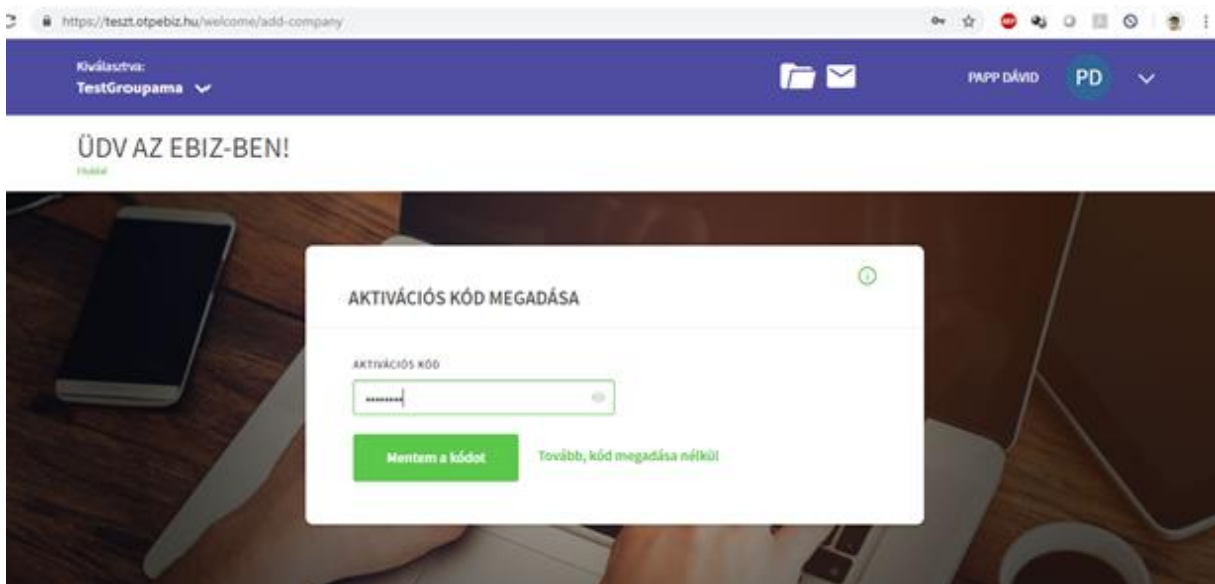 https://teszt.otpebiz.hu/welcome/add-company
Kiválasztva:
TestGroupama
PAPP DÁVID
PD
ÜDV AZ EBIZ-BEN!
AKTIVÁCIÓS KÓD MEGADÁSA
AKTIVÁCIÓS KÓD
Mentem a kódot
Tovább, kód megadása nélkül